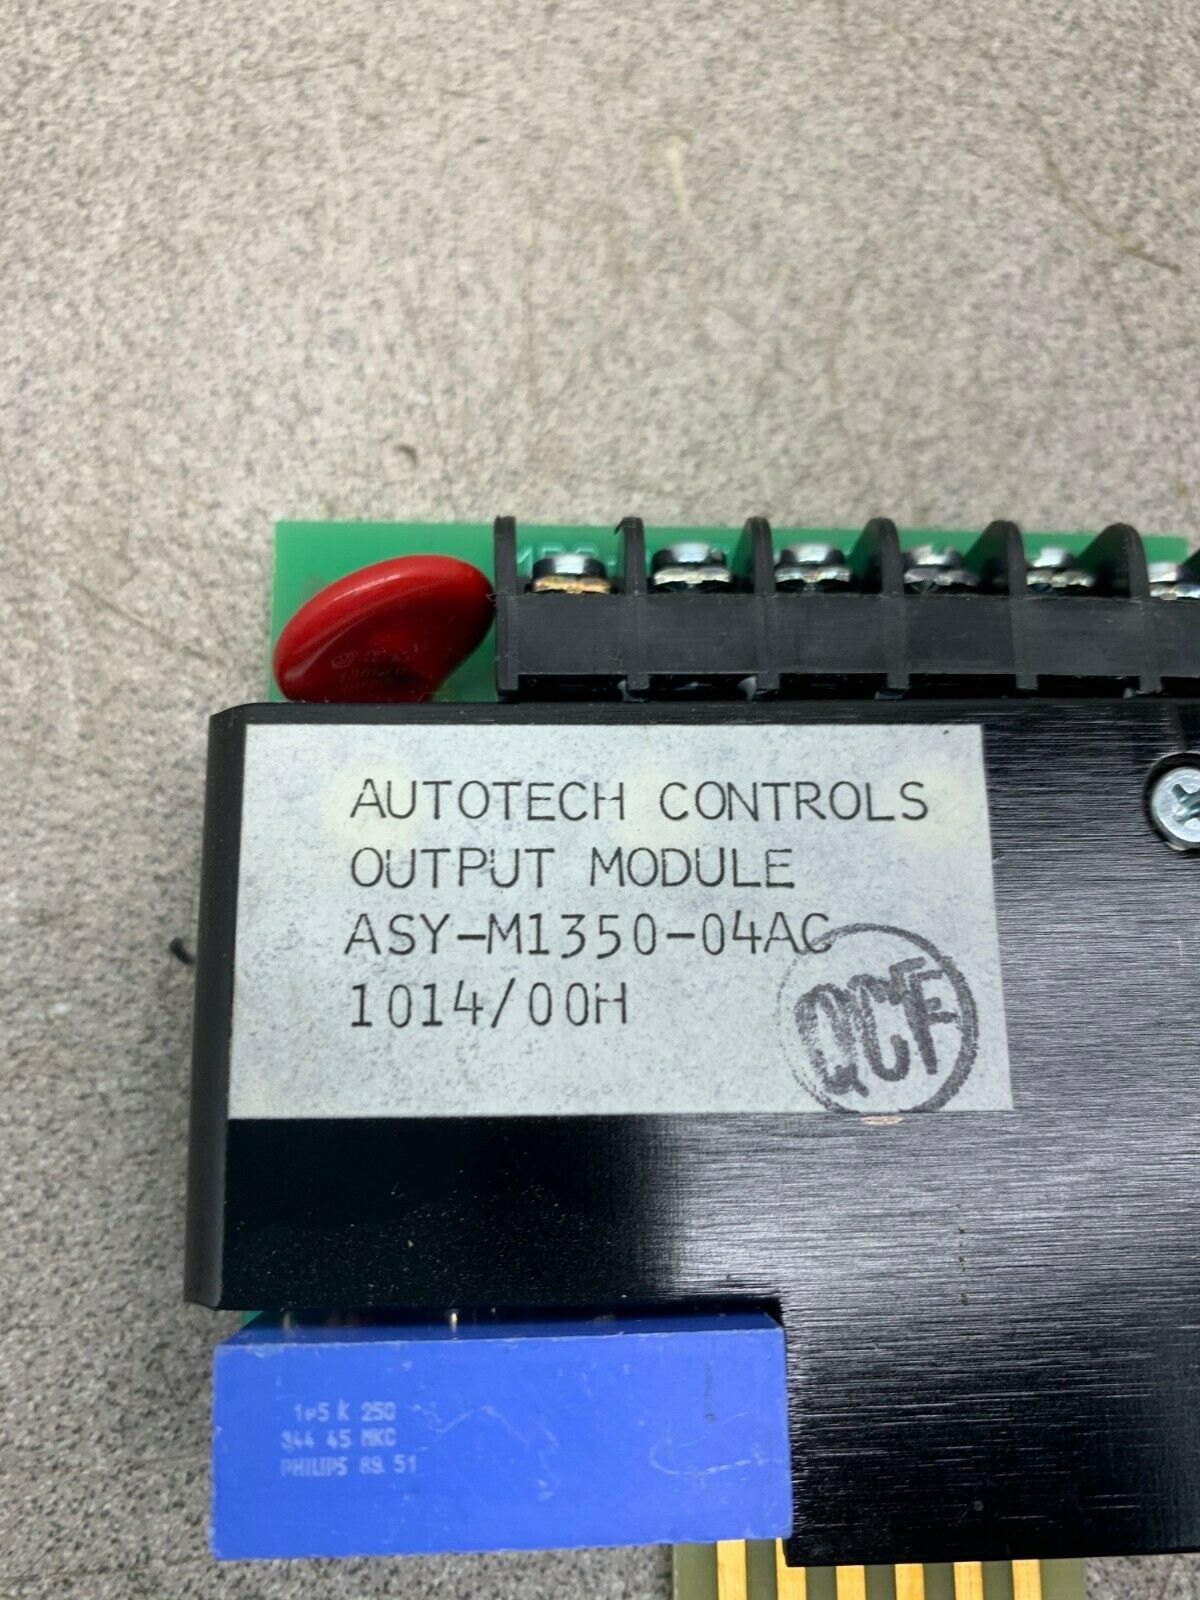 AUTOTECH CONTROLS
OUTPUT MODULE
ASY-M1350-04AC
1014/00H
QCF
1µ5 K 250
344 45 MKC
PHILIPS 89 51